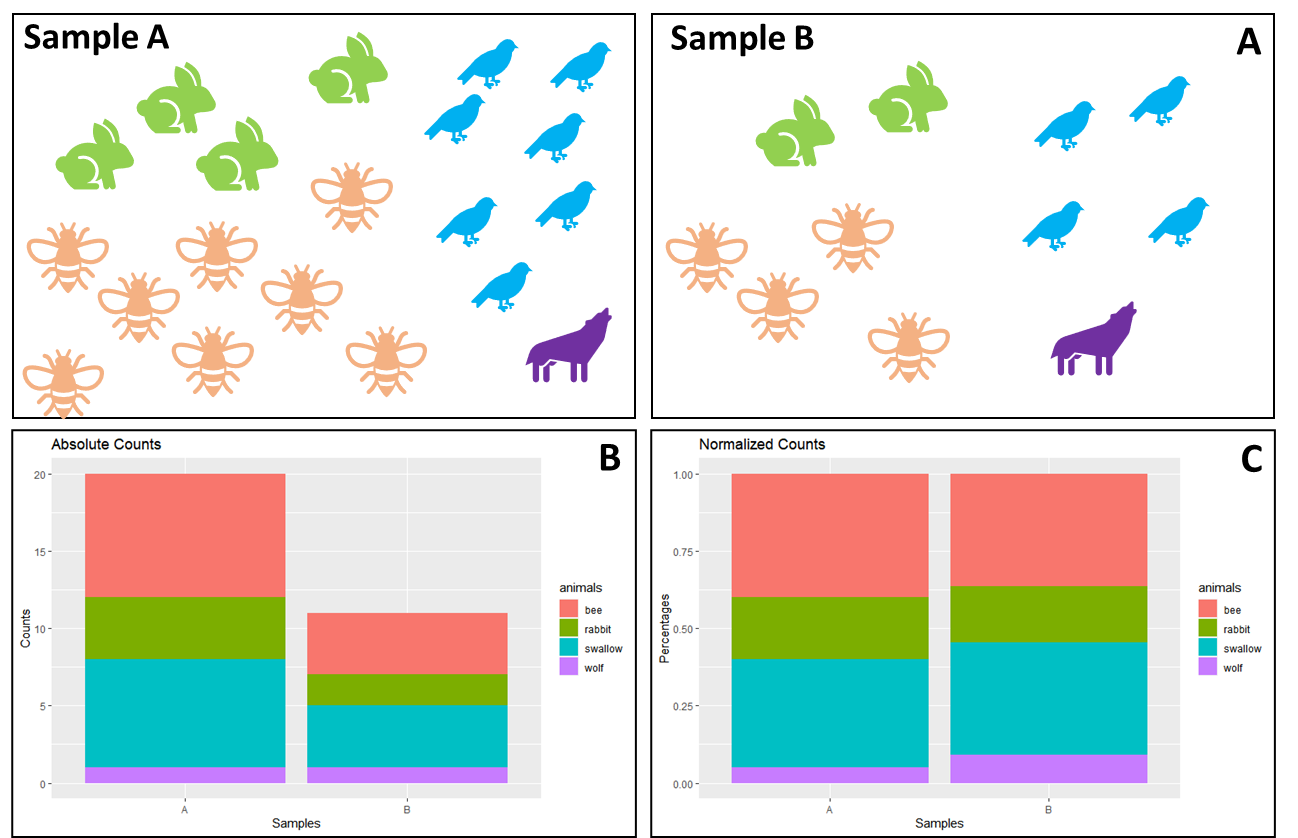 Sample A
Sample B
A
Absolute Counts
B
20
15
10
5
0
Counts
A
B
Samples
animals
bee
rabbit
swallow
wolf
Normalized Counts
C
1.00
0.75
0.50
0.25
0.00
Percentages
A
B
Samples
animals
bee
rabbit
swallow
wolf